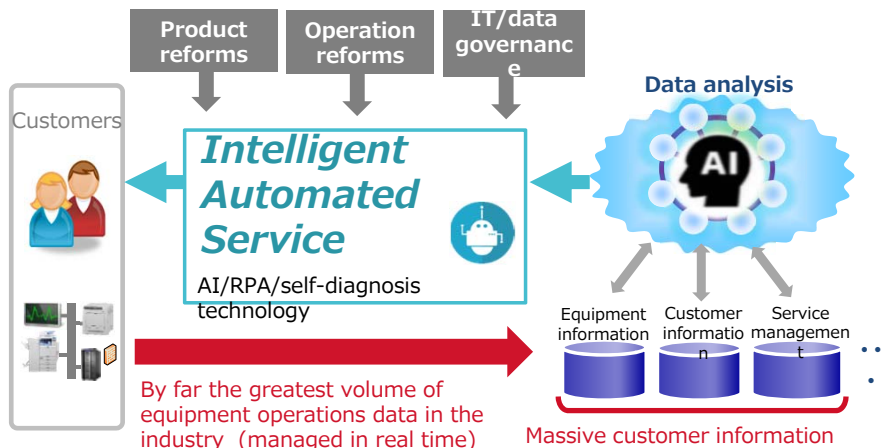 Product
reforms
Operation
reforms
IT/data
governanc
e
Customers
Intelligent
Automated
Service
AI/RPA/self-diagnosis
technology
Data analysis
AI
Equipment
information
Customer
informatio
n
Service
managemen
t
By far the greatest volume of
equipment operations data in the
industry (managed in real time)
Massive customer information